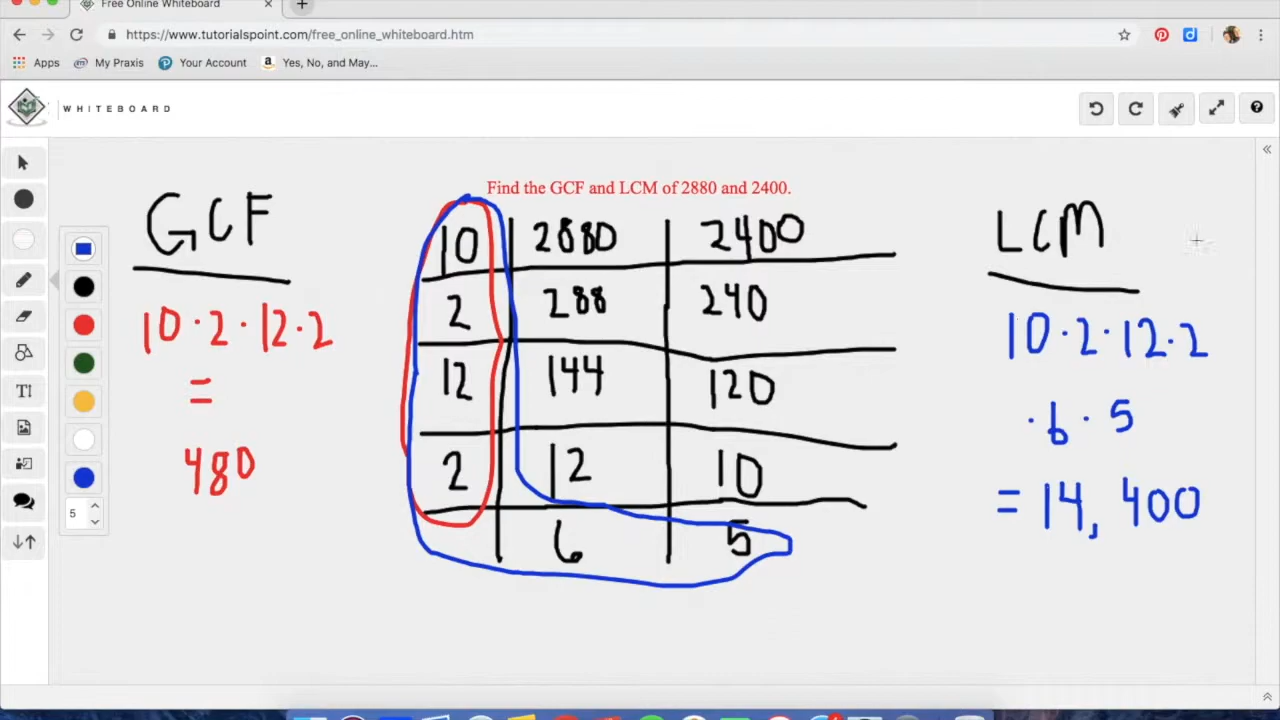 Free Online Whiteboard
https://www.tutorialspoint.com/free_online_whiteboard.hTm
Apps My Praxis Your Account Yes, No, and May...
WHITEBOARD
Find the GCF and LCM of 2880 and 2400.
GCF
10 · 2 · 12 · 2
=
480
10 2880 2400
2 288 240
12 144 120
2 12 10
6 5
LCM
10 · 2 · 12 · 2
· 6 · 5
= 14,400
5